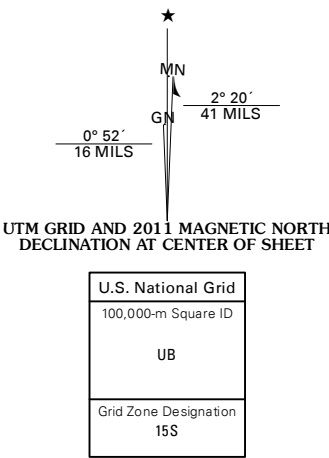 ★
MN
GN
2° 20´
41 MILS
0° 52´
16 MILS
UTM GRID AND 2011 MAGNETIC NORTH
DECLINATION AT CENTER OF SHEET
U.S. National Grid
100,000-m Square ID
UB
Grid Zone Designation
15S